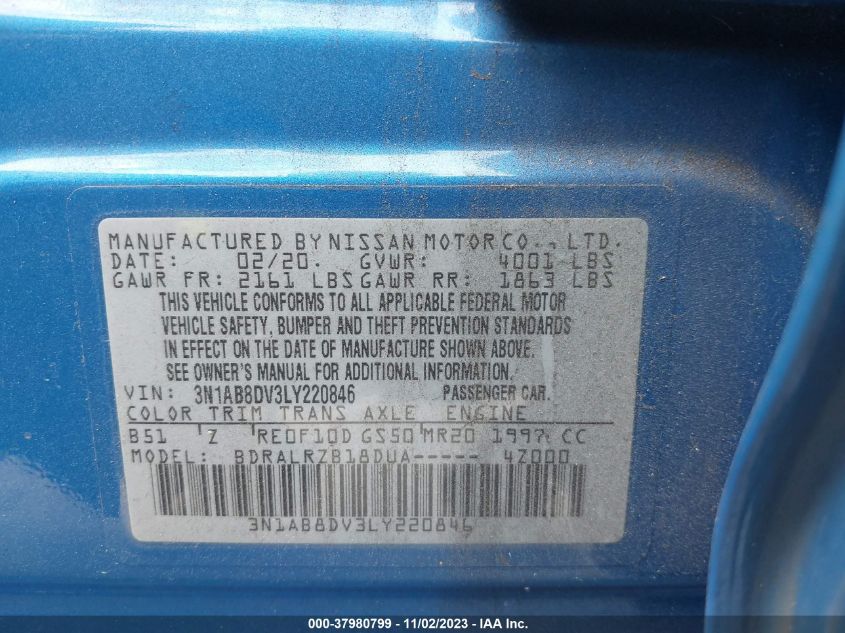 MANUFACTURED BY NISSAN MOTOR CO., LTD.
DATE: 02/20. GVWR: 4001 LBS
GAWR FR: 2161 LBS GAWR RR: 1863 LBS
THIS VEHICLE CONFORMS TO ALL APPLICABLE FEDERAL MOTOR
VEHICLE SAFETY, BUMPER AND THEFT PREVENTION STANDARDS
IN EFFECT ON THE DATE OF MANUFACTURE SHOWN ABOVE.
SEE OWNER'S MANUAL FOR ADDITIONAL INFORMATION.
VIN: 3N1AB8DV3LY220846 PASSENGER CAR.
COLOR TRIM TRANS AXLE ENGINE
B51 Z RE0F10D GS50 MR20 1997 CC
MODEL: BDRALRZB18DUA----- 4Z000
3N1AB8DV3LY220846
000-37980799 - 11/02/2023 - IAA Inc.